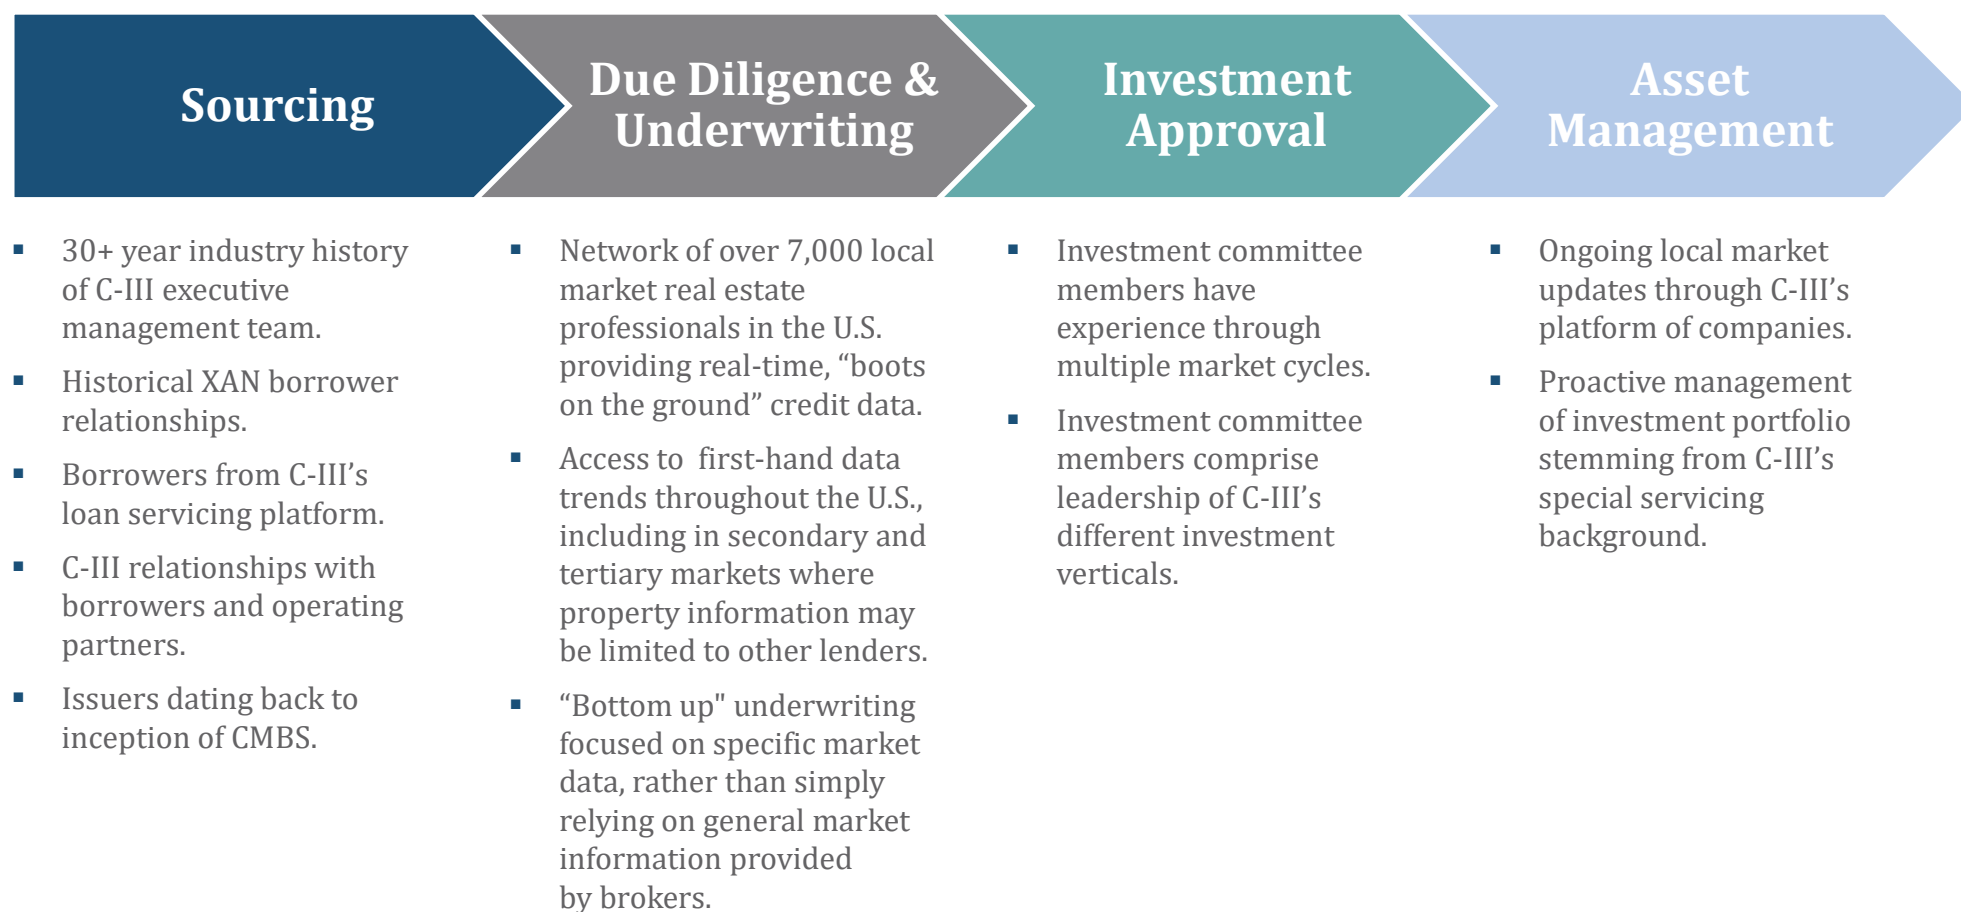 Sourcing
Due Diligence &
Underwriting
Investment
Approval
Asset
Management
▪ 30+ year industry history
of C-III executive
management team.
▪ Historical XAN borrower
relationships.
▪ Borrowers from C-III’s
loan servicing platform.
▪ C-III relationships with
borrowers and operating
partners.
▪ Issuers dating back to
inception of CMBS.
▪ Network of over 7,000 local
market real estate
professionals in the U.S.
providing real-time, “boots
on the ground” credit data.
▪ Access to  first-hand data
trends throughout the U.S.,
including in secondary and
tertiary markets where
property information may
be limited to other lenders.
▪ “Bottom up" underwriting
focused on specific market
data, rather than simply
relying on general market
information provided
by brokers.
▪ Investment committee
members have
experience through
multiple market cycles.
▪ Investment committee
members comprise
leadership of C-III’s
different investment
verticals.
▪ Ongoing local market
updates through C-III’s
platform of companies.
▪ Proactive management
of investment portfolio
stemming from C-III’s
special servicing
background.